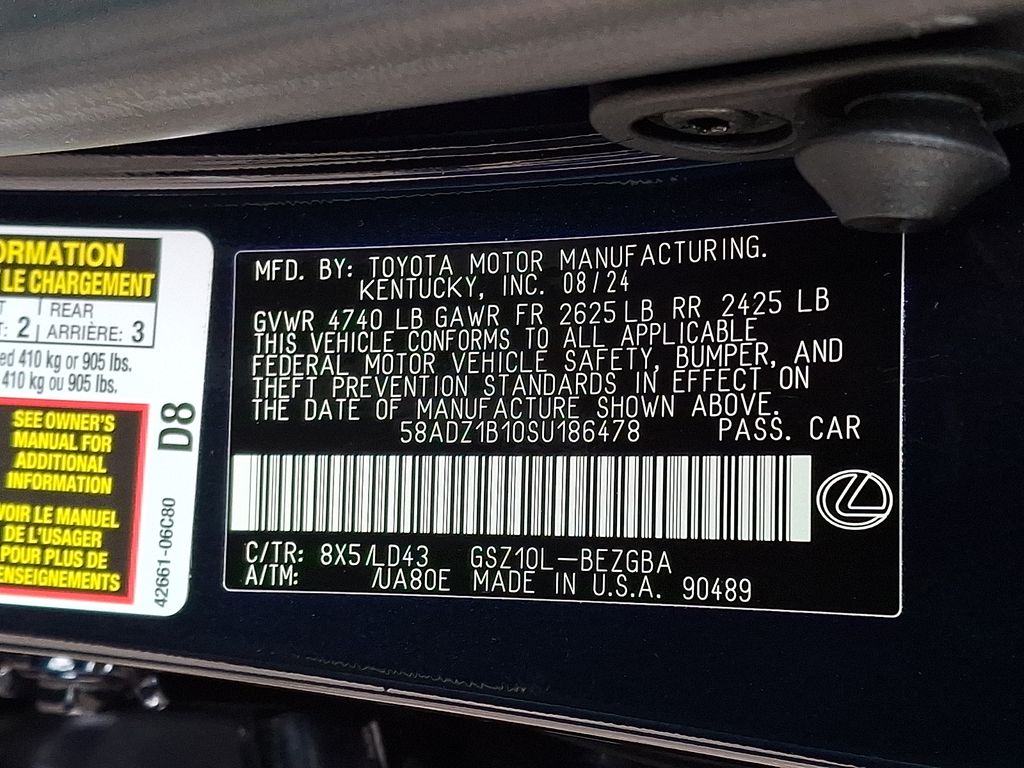 ORMATION
LE CHARGEMENT
REAR
: 2 ARRIÈRE: 3
ed 410 kg or 905 lbs.
410 kg ou 905 lbs.
SEE OWNER'S
MANUAL FOR
ADDITIONAL
INFORMATION
VOIR LE MANUEL
DE L'USAGER
POUR PLUS DE
RENSEIGNEMENTS
D8
42661-06C80
MFD. BY: TOYOTA MOTOR MANUFACTURING.
KENTUCKY, INC. 08/24
GVWR 4740 LB GAWR FR 2625 LB RR 2425 LB
THIS VEHICLE CONFORMS TO ALL APPLICABLE
FEDERAL MOTOR VEHICLE SAFETY, BUMPER, AND
THEFT PREVENTION STANDARDS IN EFFECT ON
THE DATE OF MANUFACTURE SHOWN ABOVE.
58ADZ1B10SU186478 PASS. CAR
C/TR: 8X5/LD43 GSZ10L-BEZGBA
A/TM: /UA80E MADE IN U.S.A. 90489